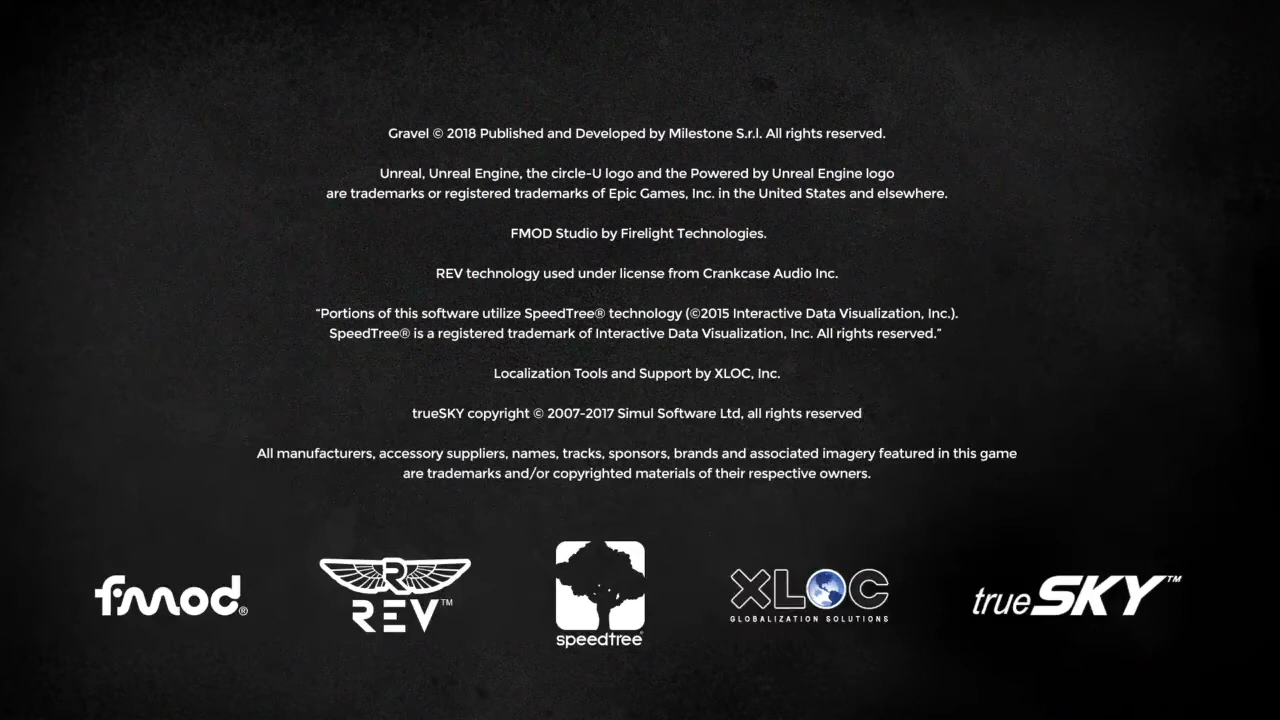 Gravel © 2018 Published and Developed by Milestone S.r.l. All rights reserved.
Unreal, Unreal Engine, the circle-U logo and the Powered by Unreal Engine logo
are trademarks or registered trademarks of Epic Games, Inc. in the United States and elsewhere.
FMOD Studio by Firelight Technologies.
REV technology used under license from Crankcase Audio Inc.
“Portions of this software utilize SpeedTree® technology (©2015 Interactive Data Visualization, Inc.).
SpeedTree® is a registered trademark of Interactive Data Visualization, Inc. All rights reserved.”
Localization Tools and Support by XLOC, Inc.
trueSKY copyright © 2007-2017 Simul Software Ltd, all rights reserved
All manufacturers, accessory suppliers, names, tracks, sponsors, brands and associated imagery featured in this game
are trademarks and/or copyrighted materials of their respective owners.
fmod®
R
REV™
speedtree®
XLOC
GLOBALIZATION SOLUTIONS
trueSKY™